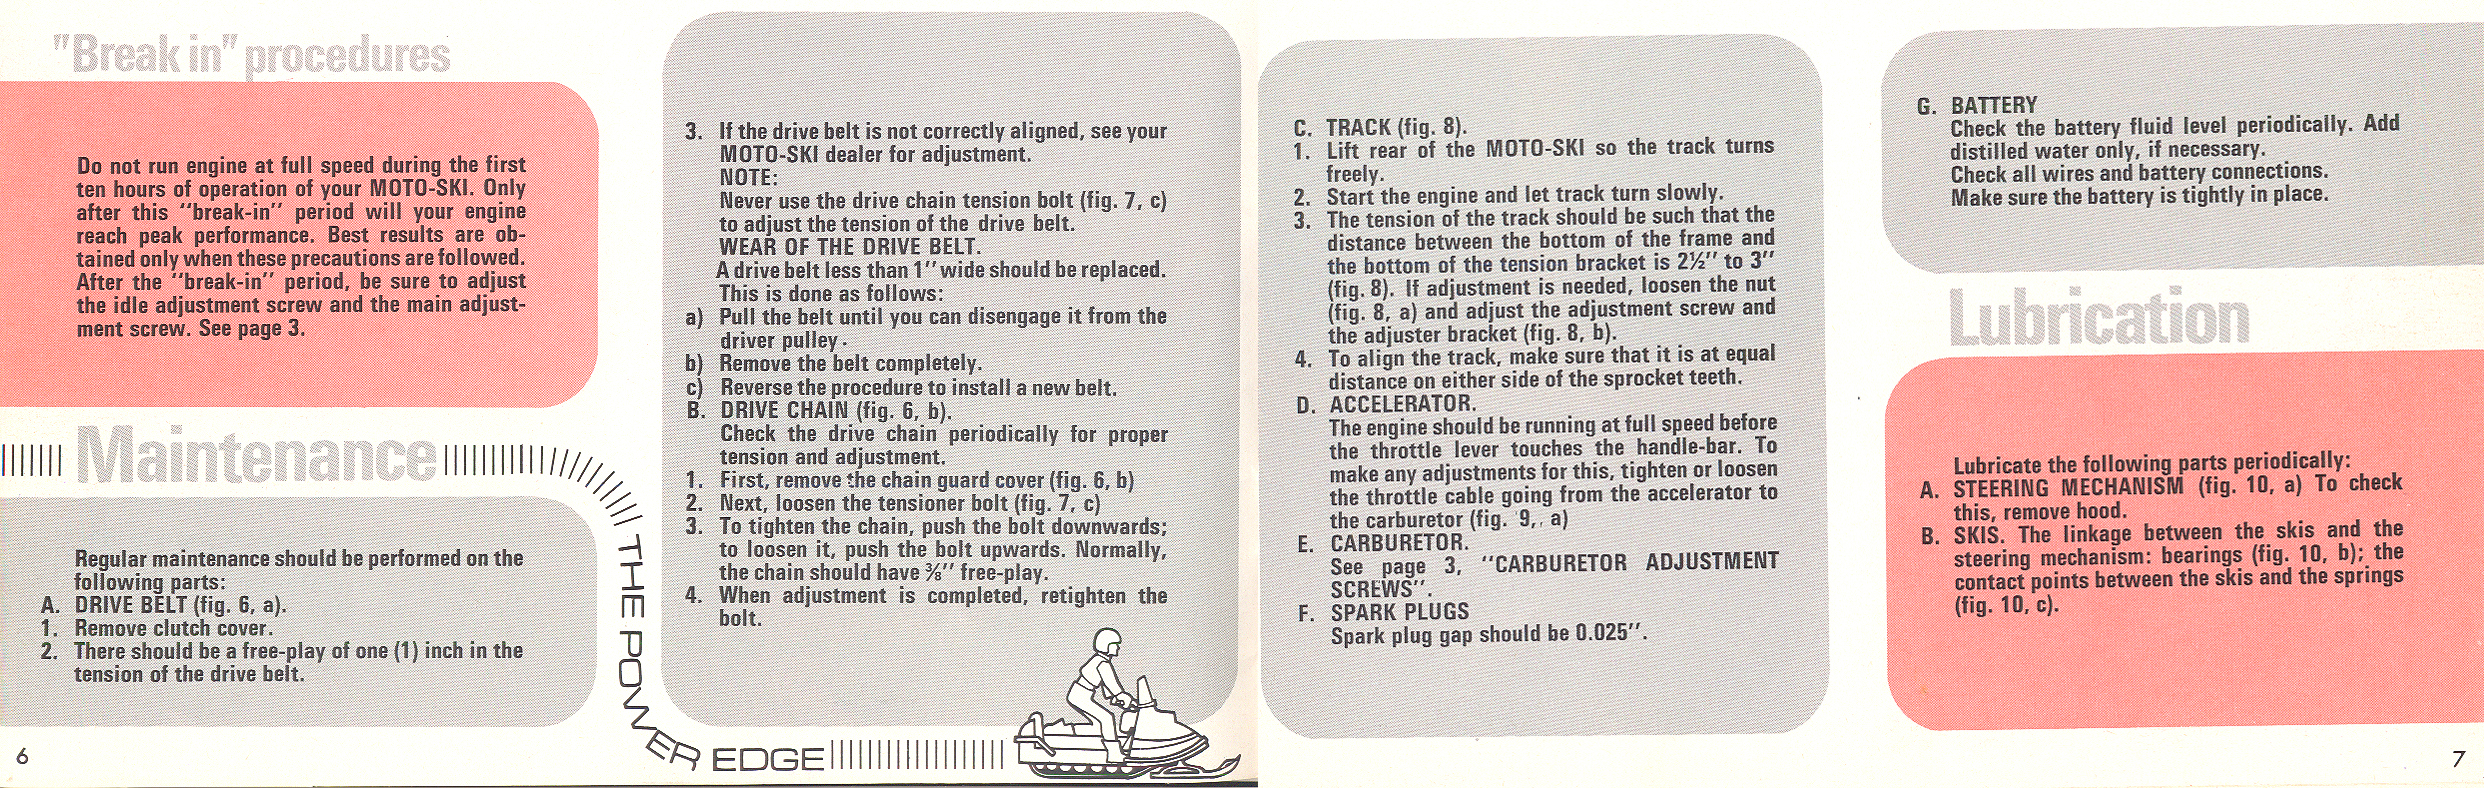 "Break in" procedures
Do not run engine at full speed during the first
ten hours of operation of your MOTO-SKI. Only
after this "break-in" period will your engine
reach peak performance. Best results are ob-
tained only when these precautions are followed.
After the "break-in" period, be sure to adjust
the idle adjustment screw and the main adjust-
ment screw. See page 3.
Maintenance
Regular maintenance should be performed on the
following parts:
A. DRIVE BELT (fig. 6, a).
1. Remove clutch cover.
2. There should be a free-play of one (1) inch in the
tension of the drive belt.
6
THE POWER EDGE
3. If the drive belt is not correctly aligned, see your
MOTO-SKI dealer for adjustment.
NOTE:
Never use the drive chain tension bolt (fig. 7, c)
to adjust the tension of the drive belt.
WEAR OF THE DRIVE BELT.
A drive belt less than 1" wide should be replaced.
This is done as follows:
a) Pull the belt until you can disengage it from the
driver pulley.
b) Remove the belt completely.
c) Reverse the procedure to install a new belt.
B. DRIVE CHAIN (fig. 6, b).
Check the drive chain periodically for proper
tension and adjustment.
1. First, remove the chain guard cover (fig. 6, b)
2. Next, loosen the tensioner bolt (fig. 7, c)
3. To tighten the chain, push the bolt downwards;
to loosen it, push the bolt upwards. Normally,
the chain should have ⅜" free-play.
4. When adjustment is completed, retighten the
bolt.
C. TRACK (fig. 8).
1. Lift rear of the MOTO-SKI so the track turns
freely.
2. Start the engine and let track turn slowly.
3. The tension of the track should be such that the
distance between the bottom of the frame and
the bottom of the tension bracket is 2½" to 3"
(fig. 8). If adjustment is needed, loosen the nut
(fig. 8, a) and adjust the adjustment screw and
the adjuster bracket (fig. 8, b).
4. To align the track, make sure that it is at equal
distance on either side of the sprocket teeth.
D. ACCELERATOR.
The engine should be running at full speed before
the throttle lever touches the handle-bar. To
make any adjustments for this, tighten or loosen
the throttle cable going from the accelerator to
the carburetor (fig. 9, a)
E. CARBURETOR.
See page 3, "CARBURETOR ADJUSTMENT
SCREWS".
F. SPARK PLUGS
Spark plug gap should be 0.025".
G. BATTERY
Check the battery fluid level periodically. Add
distilled water only, if necessary.
Check all wires and battery connections.
Make sure the battery is tightly in place.
Lubrication
Lubricate the following parts periodically:
A. STEERING MECHANISM (fig. 10, a) To check
this, remove hood.
B. SKIS. The linkage between the skis and the
steering mechanism: bearings (fig. 10, b); the
contact points between the skis and the springs
(fig. 10, c).
7